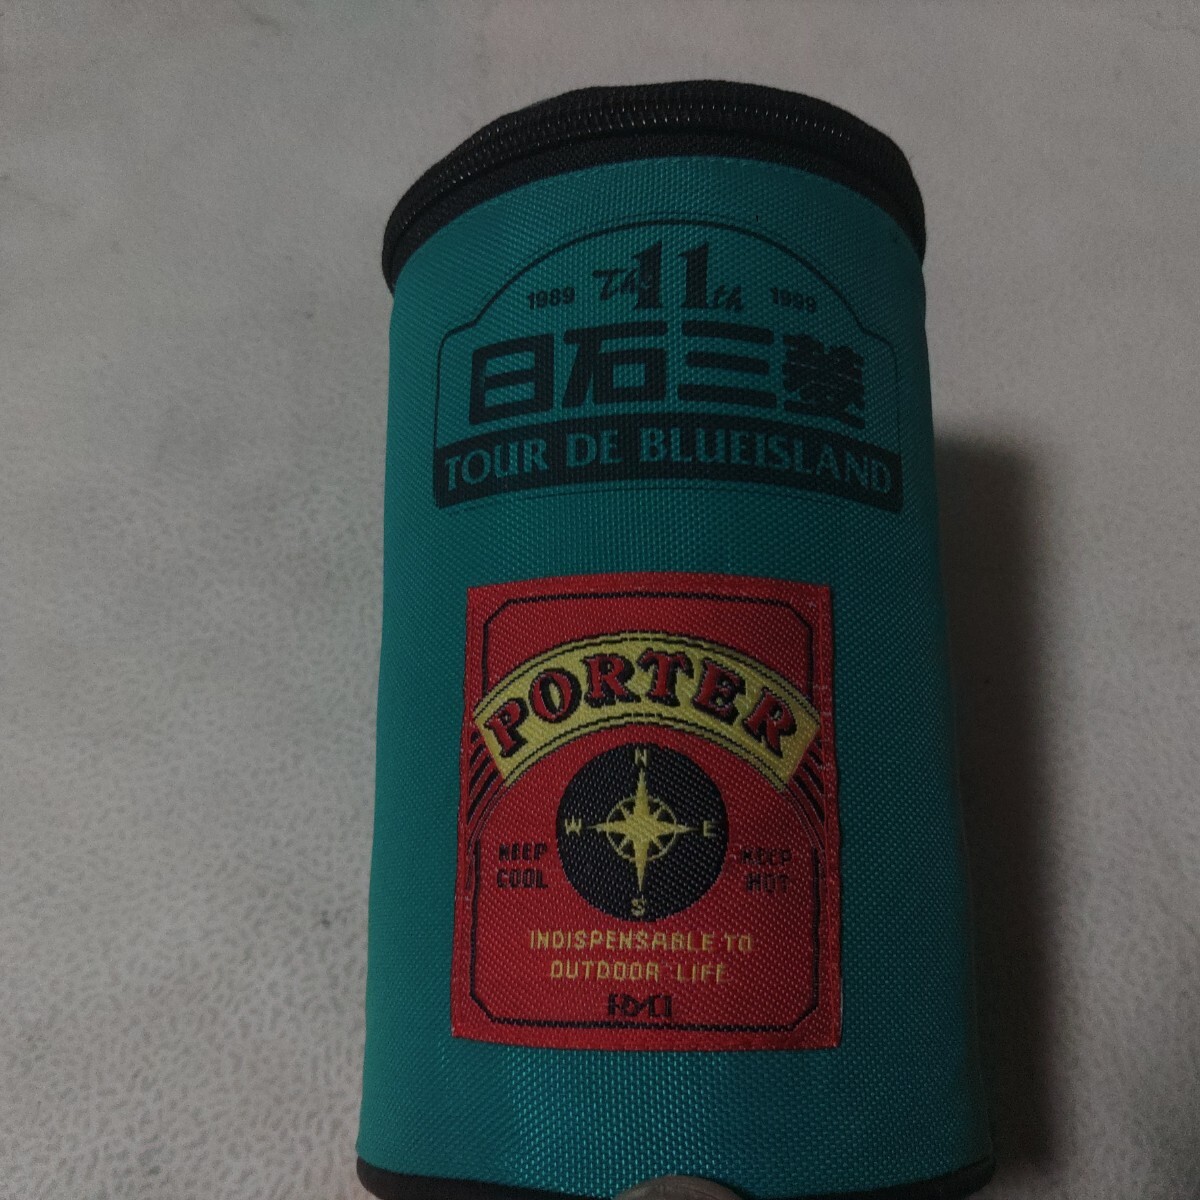 The 11th
1989 1999
日石三菱
TOUR DE BLUEISLAND
PORTER
N
W E
S
KEEP COOL
KEEP HOT
INDISPENSABLE TO
OUTDOOR LIFE